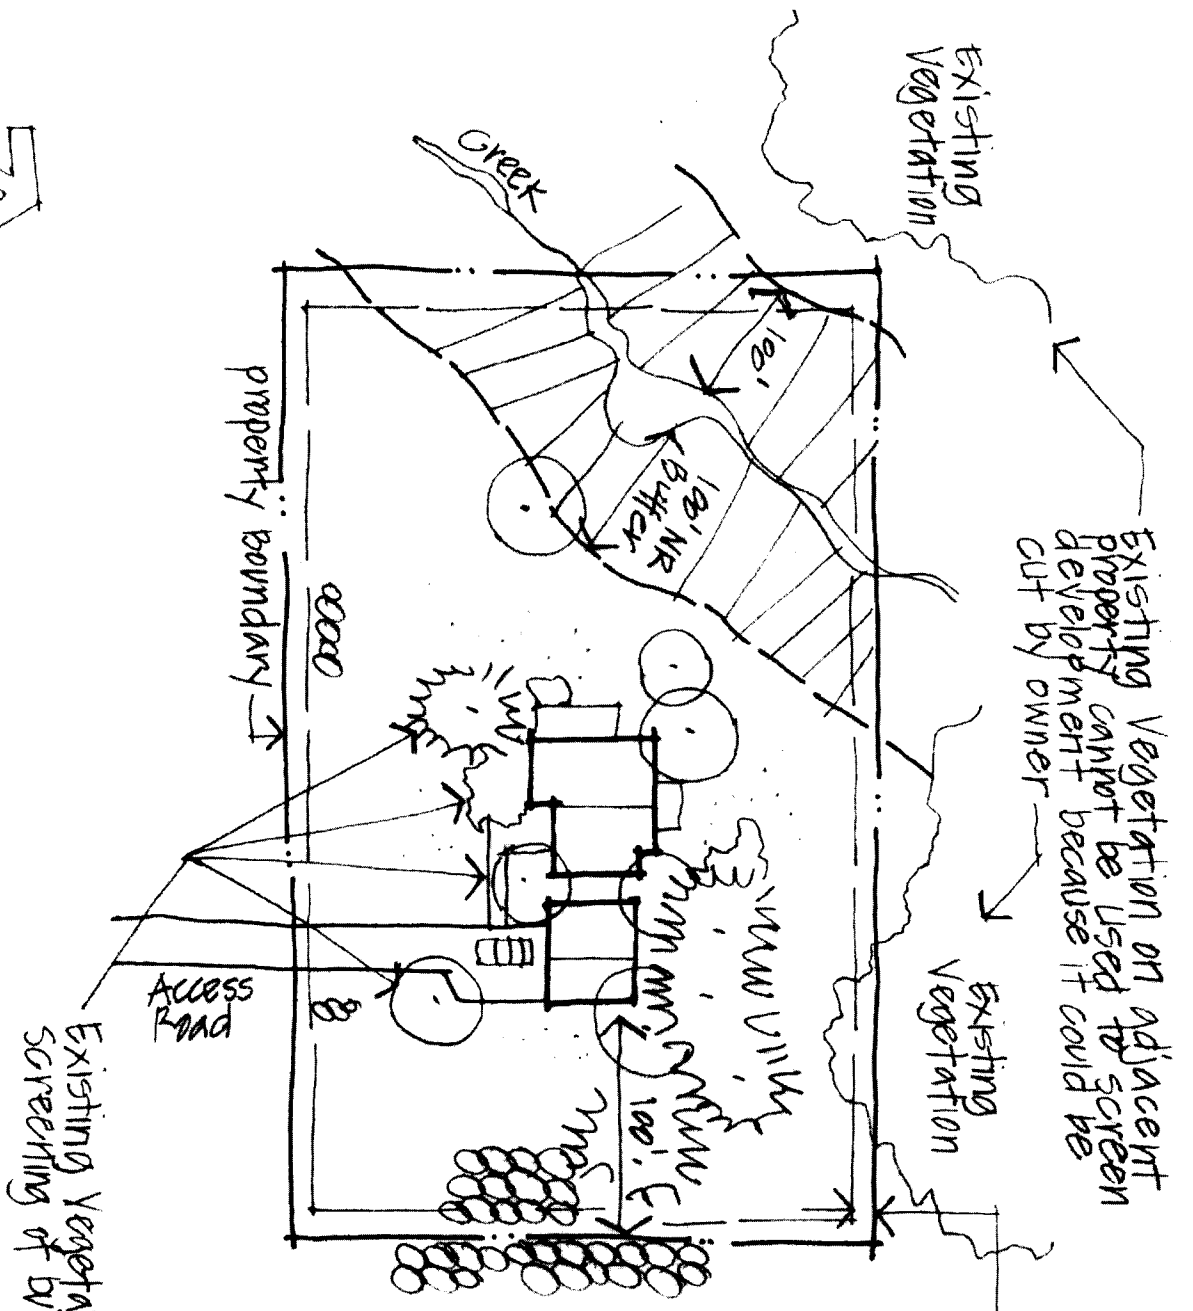 Existing Vegetation on adjacent
property cannot be used to screen
development because it could be
cut by owner
Existing
Vegetation
Existing
Vegetation
Creek
100'
100' NR
Buffer
property boundary
Access
Road
100'
Existing
Screening of